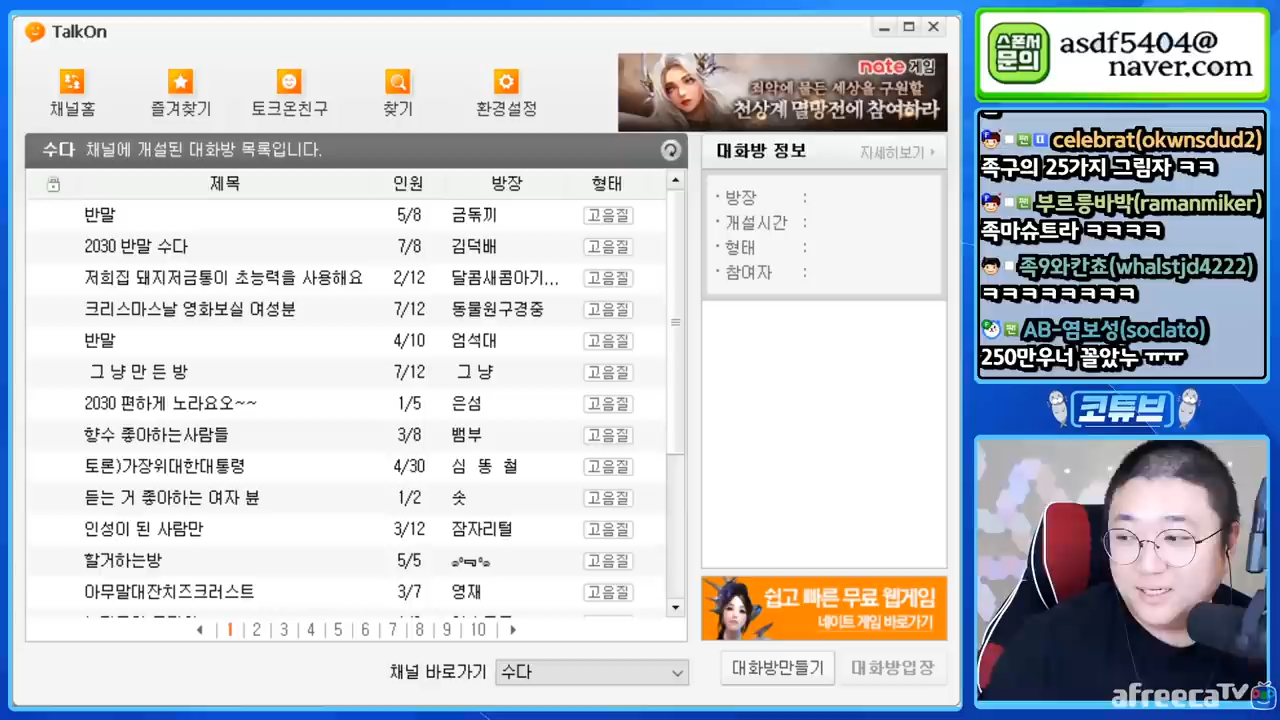 TalkOn
채널홈
즐겨찾기
토크온친구
찾기
환경설정
nate 게임
죄악에 물든 세상을 구원할
천상계 멸망전에 참여하라
수다 채널에 개설된 대화방 목록입니다.
제목 인원 방장 형태
반말 5/8 금둒끼 고음질
2030 반말 수다 7/8 김덕배 고음질
저희집 돼지저금통이 초능력을 사용해요 2/12 달콤새콤아기... 고음질
크리스마스날 영화보실 여성분 7/12 동물원구경중 고음질
반말 4/10 엄석대 고음질
그 냥 만 든 방 7/12 그 냥 고음질
2030 편하게 노라요오~~ 1/5 은섬 고음질
향수 좋아하는사람들 3/8 뱀부 고음질
토론)가장위대한대통령 4/30 심 똥 철 고음질
듣는 거 좋아하는 여자 뷴 1/2 숏 고음질
인성이 된 사람만 3/12 잠자리털 고음질
할거하는방 5/5 고음질
아무말대잔치즈크러스트 3/7 영재 고음질
1 2 3 4 5 6 7 8 9 10
채널 바로가기 수다
대화방 정보 자세히보기
· 방장 :
· 개설시간 :
· 형태 :
· 참여자 :
쉽고 빠른 무료 웹게임
네이트 게임 바로가기
대화방만들기 대화방입장
스폰서
문의
asdf5404@
naver.com
팬 celebrat(okwnsdud2)
족구의 25가지 그림자 ㅋㅋ
팬 부르릉바박(ramanmiker)
족마슈트라 ㅋㅋㅋㅋ
족9와칸쵸(whalstjd4222)
ㅋㅋㅋㅋㅋㅋㅋㅋ
팬 AB-염보성(soclato)
250만우너 꼴았누 ㅠㅠ
코튜브
afreecaTV